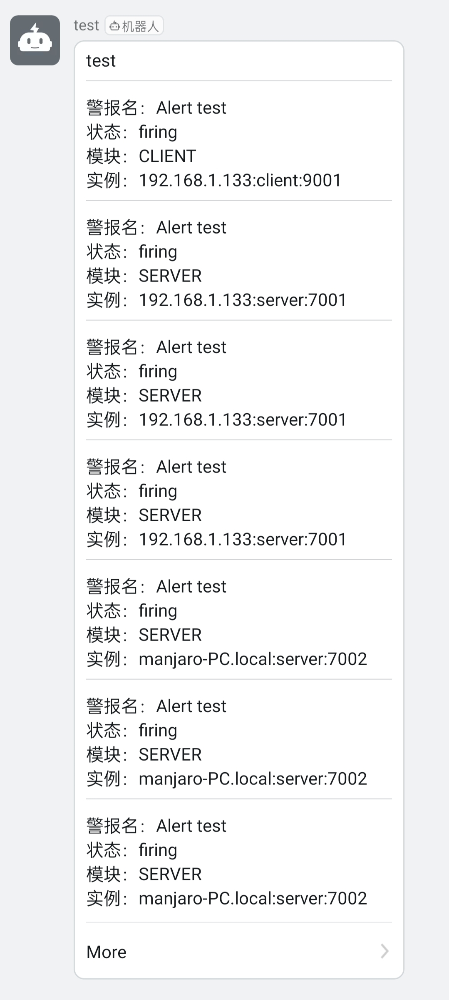 test 机器人
test
警报名：Alert test
状态：firing
模块：CLIENT
实例：192.168.1.133:client:9001
警报名：Alert test
状态：firing
模块：SERVER
实例：192.168.1.133:server:7001
警报名：Alert test
状态：firing
模块：SERVER
实例：192.168.1.133:server:7001
警报名：Alert test
状态：firing
模块：SERVER
实例：192.168.1.133:server:7001
警报名：Alert test
状态：firing
模块：SERVER
实例：manjaro-PC.local:server:7002
警报名：Alert test
状态：firing
模块：SERVER
实例：manjaro-PC.local:server:7002
警报名：Alert test
状态：firing
模块：SERVER
实例：manjaro-PC.local:server:7002
More